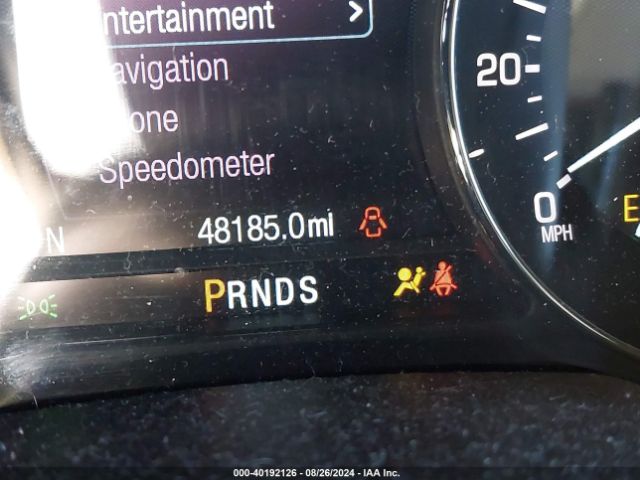 ntertainment >
avigation
one
Speedometer
20
0
MPH
E
N
48185.0mi
PRNDS
000-40192126 - 08/26/2024 - IAA Inc.